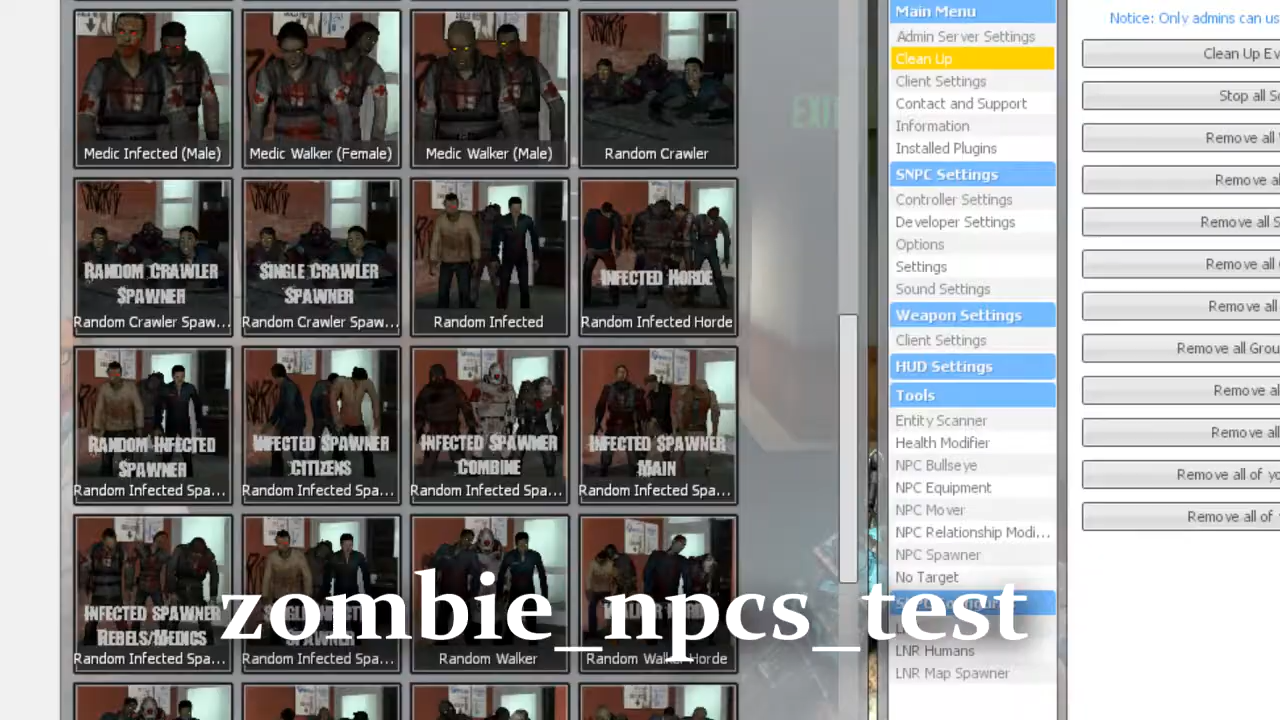 Medic Infected (Male)
Medic Walker (Female)
Medic Walker (Male)
Random Crawler
RANDOM CRAWLER
SPAWNER
Random Crawler Spaw...
SINGLE CRAWLER
SPAWNER
Random Crawler Spaw...
Random Infected
INFECTED HORDE
Random Infected Horde
RANDOM INFECTED
SPAWNER
Random Infected Spa...
INFECTED SPAWNER
CITIZENS
Random Infected Spa...
INFECTED SPAWNER
COMBINE
Random Infected Spa...
INFECTED SPAWNER
MAIN
Random Infected Spa...
INFECTED SPAWNER
REBELS/MEDICS
Random Infected Spa...
Random Infected Spa...
Random Walker
Random Walker Horde
zombie_npcs_test
EXIT
Main Menu
Admin Server Settings
Clean Up
Client Settings
Contact and Support
Information
Installed Plugins
SNPC Settings
Controller Settings
Developer Settings
Options
Settings
Sound Settings
Weapon Settings
Client Settings
HUD Settings
Tools
Entity Scanner
Health Modifier
NPC Bullseye
NPC Equipment
NPC Mover
NPC Relationship Modi...
NPC Spawner
No Target
LNR Humans
LNR Map Spawner
Notice: Only admins can us
Clean Up Ev
Stop all S
Remove all
Remove al
Remove all S
Remove all
Remove all
Remove all Grou
Remove al
Remove all
Remove all of yo
Remove all of